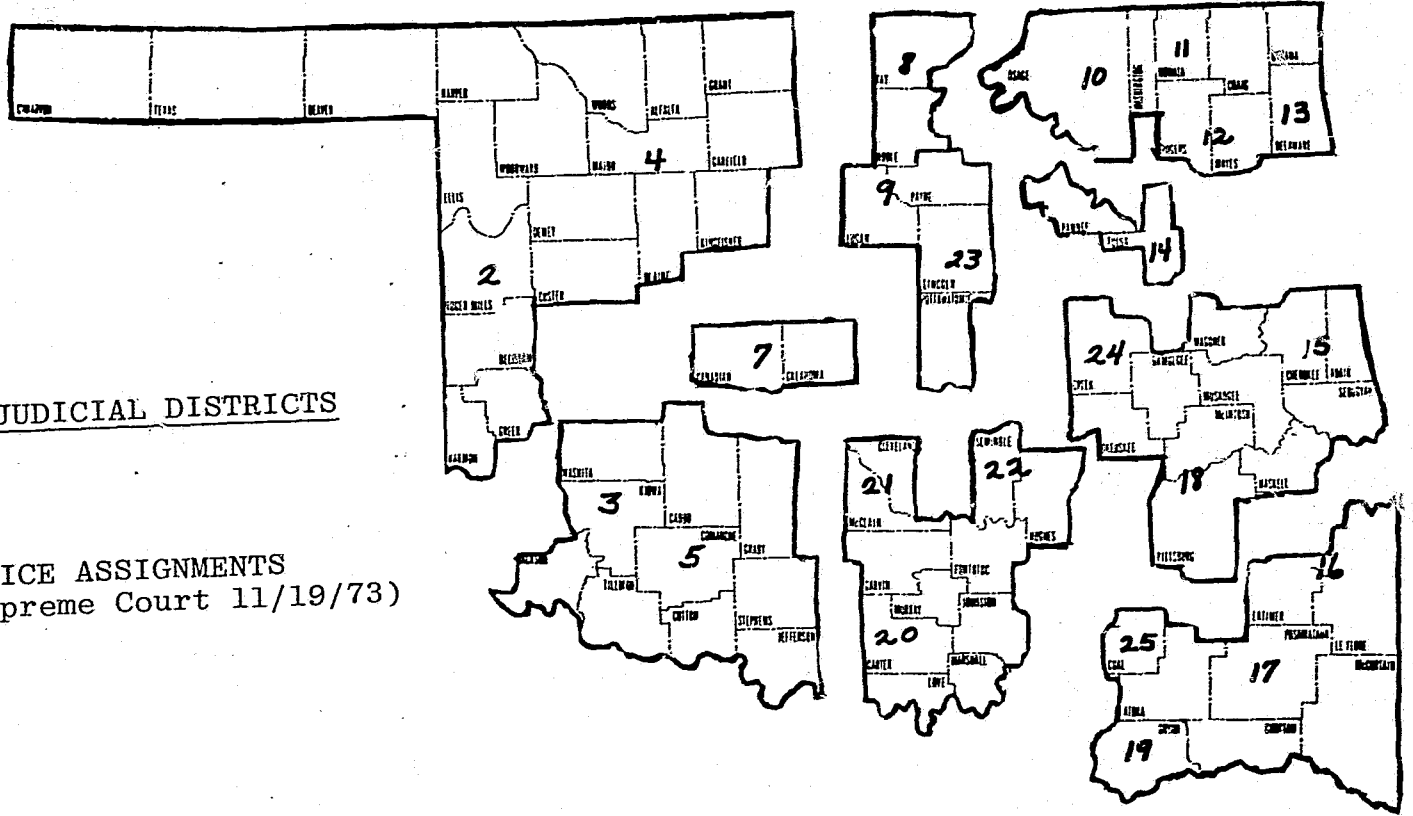 CIMARRON
TEXAS
BEAVER
HARPER
WOODS
ALFALFA
GRANT
WOODWARD
MAJOR
4
GARFIELD
ELLIS
DEWEY
KINGFISHER
BLAINE
2
ROGER MILLS
CUSTER
BECKHAM
GREER
HARMON
KAY
8
NOBLE
9
PAYNE
LOGAN
23
LINCOLN
POTTAWATOMIE
OSAGE
10
WASHINGTON
11
NOWATA
CRAIG
OTTAWA
13
DELAWARE
ROGERS
12
MAYES
PAWNEE
TULSA
14
7
CANADIAN
OKLAHOMA
24
OKMULGEE
WAGONER
15
CHEROKEE
ADAIR
SEQUOYAH
CREEK
MUSKOGEE
McINTOSH
OKFUSKEE
18
HASKELL
PITTSBURG
JUDICIAL DISTRICTS
ICE ASSIGNMENTS
preme Court 11/19/73)
WASHITA
KIOWA
3
CADDO
COMANCHE
GRADY
5
JACKSON
TILLMAN
COTTON
STEPHENS
JEFFERSON
CLEVELAND
21
McCLAIN
SEMINOLE
22
HUGHES
GARVIN
PONTOTOC
MURRAY
JOHNSTON
20
CARTER
MARSHALL
LOVE
16
LATIMER
PUSHMATAHA
LE FLORE
McCURTAIN
25
COAL
17
ATOKA
BRYAN
CHOCTAW
19